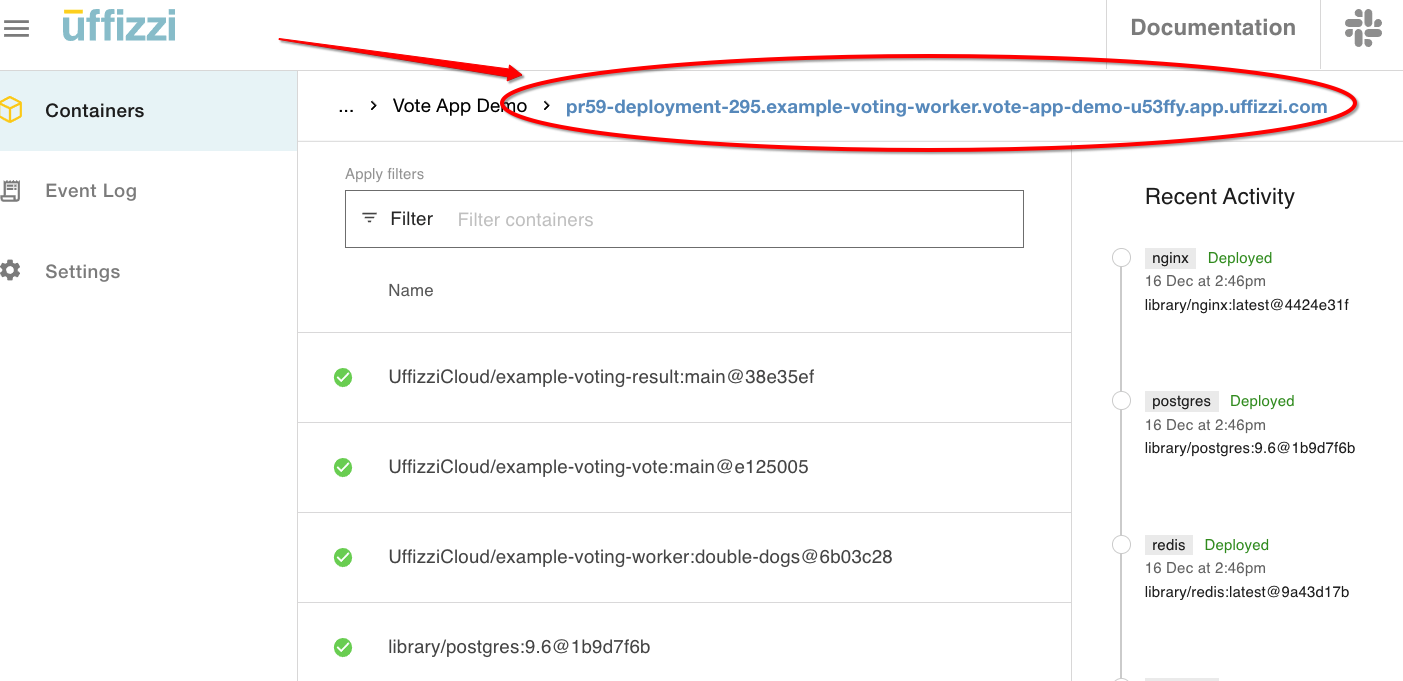 uffizzi
Documentation
Containers
Event Log
Settings
... > Vote App Demo > pr59-deployment-295.example-voting-worker.vote-app-demo-u53ffy.app.uffizzi.com
Apply filters
Filter Filter containers
Name
UffizziCloud/example-voting-result:main@38e35ef
UffizziCloud/example-voting-vote:main@e125005
UffizziCloud/example-voting-worker:double-dogs@6b03c28
library/postgres:9.6@1b9d7f6b
Recent Activity
nginx Deployed
16 Dec at 2:46pm
library/nginx:latest@4424e31f
postgres Deployed
16 Dec at 2:46pm
library/postgres:9.6@1b9d7f6b
redis Deployed
16 Dec at 2:46pm
library/redis:latest@9a43d17b